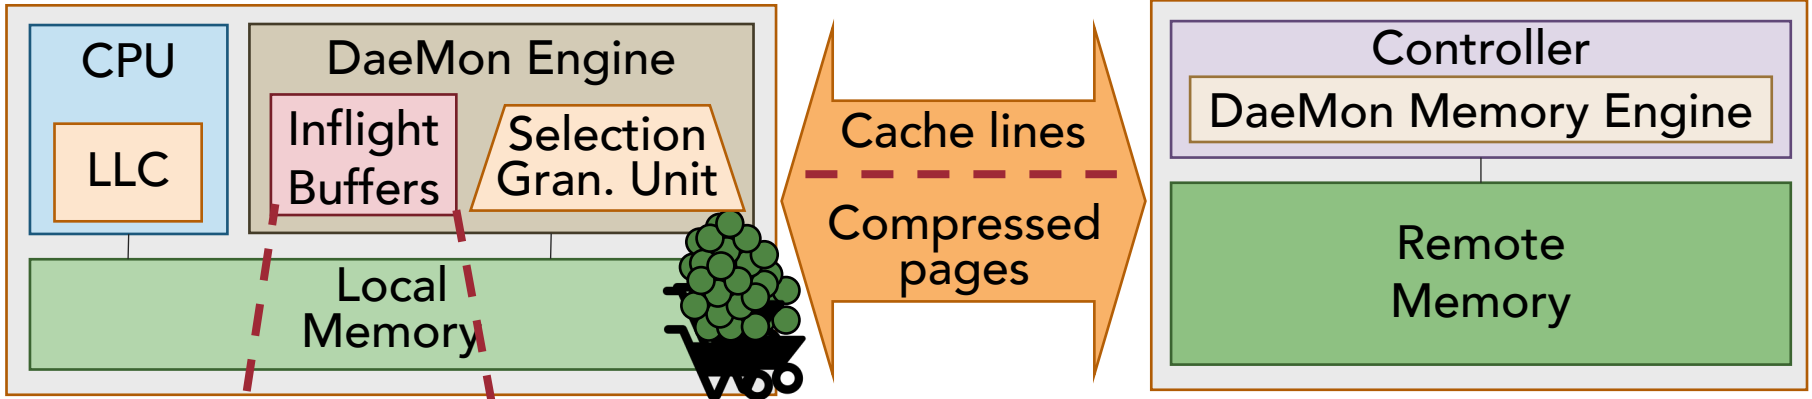 CPU
LLC
DaeMon Engine
Inflight
Buffers
Selection
Gran. Unit
Local
Memory
Cache lines
Compressed
pages
Controller
DaeMon Memory Engine
Remote
Memory